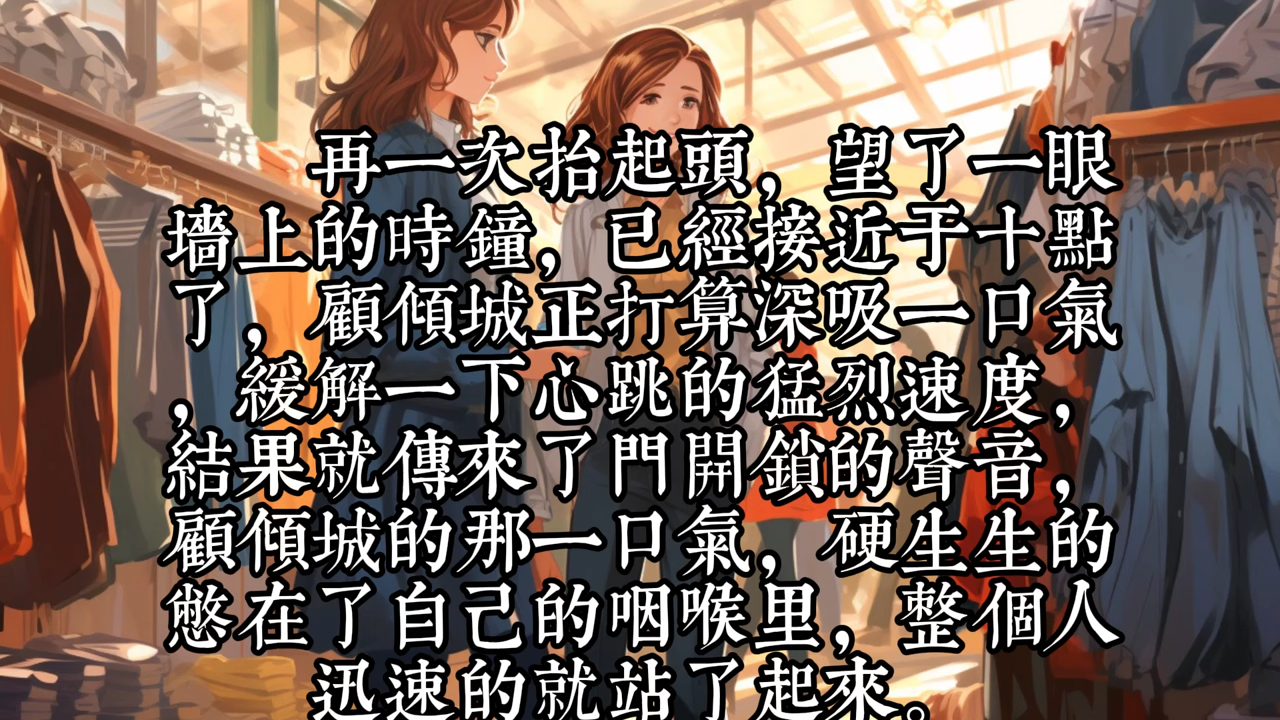 再一次抬起頭，望了一眼
墻上的時鐘，已經接近于十點
了，顧傾城正打算深吸一口氣
，緩解一下心跳的猛烈速度，
結果就傳來了門開鎖的聲音，
顧傾城的那一口氣，硬生生的
憋在了自己的咽喉里，整個人
迅速的就站了起來。